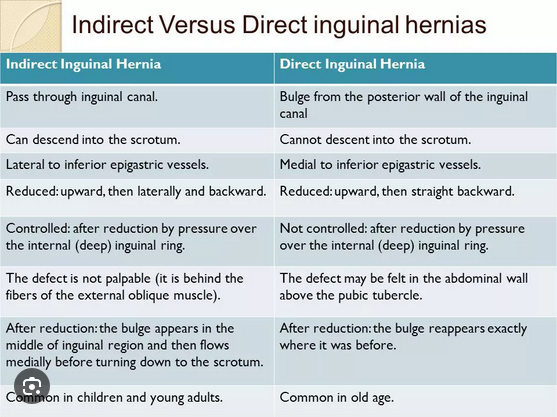 Indirect Versus Direct inguinal hernias
Indirect Inguinal Hernia
Direct Inguinal Hernia
Pass through inguinal canal.
Bulge from the posterior wall of the inguinal
canal
Can descend into the scrotum.
Cannot descent into the scrotum.
Lateral to inferior epigastric vessels.
Medial to inferior epigastric vessels.
Reduced: upward, then laterally and backward.
Reduced: upward, then straight backward.
Controlled: after reduction by pressure over
the internal (deep) inguinal ring.
Not controlled: after reduction by pressure
over the internal (deep) inguinal ring.
The defect is not palpable (it is behind the
fibers of the external oblique muscle).
The defect may be felt in the abdominal wall
above the pubic tubercle.
After reduction: the bulge appears in the
middle of inguinal region and then flows
medially before turning down to the scrotum.
After reduction: the bulge reappears exactly
where it was before.
Common in children and young adults.
Common in old age.